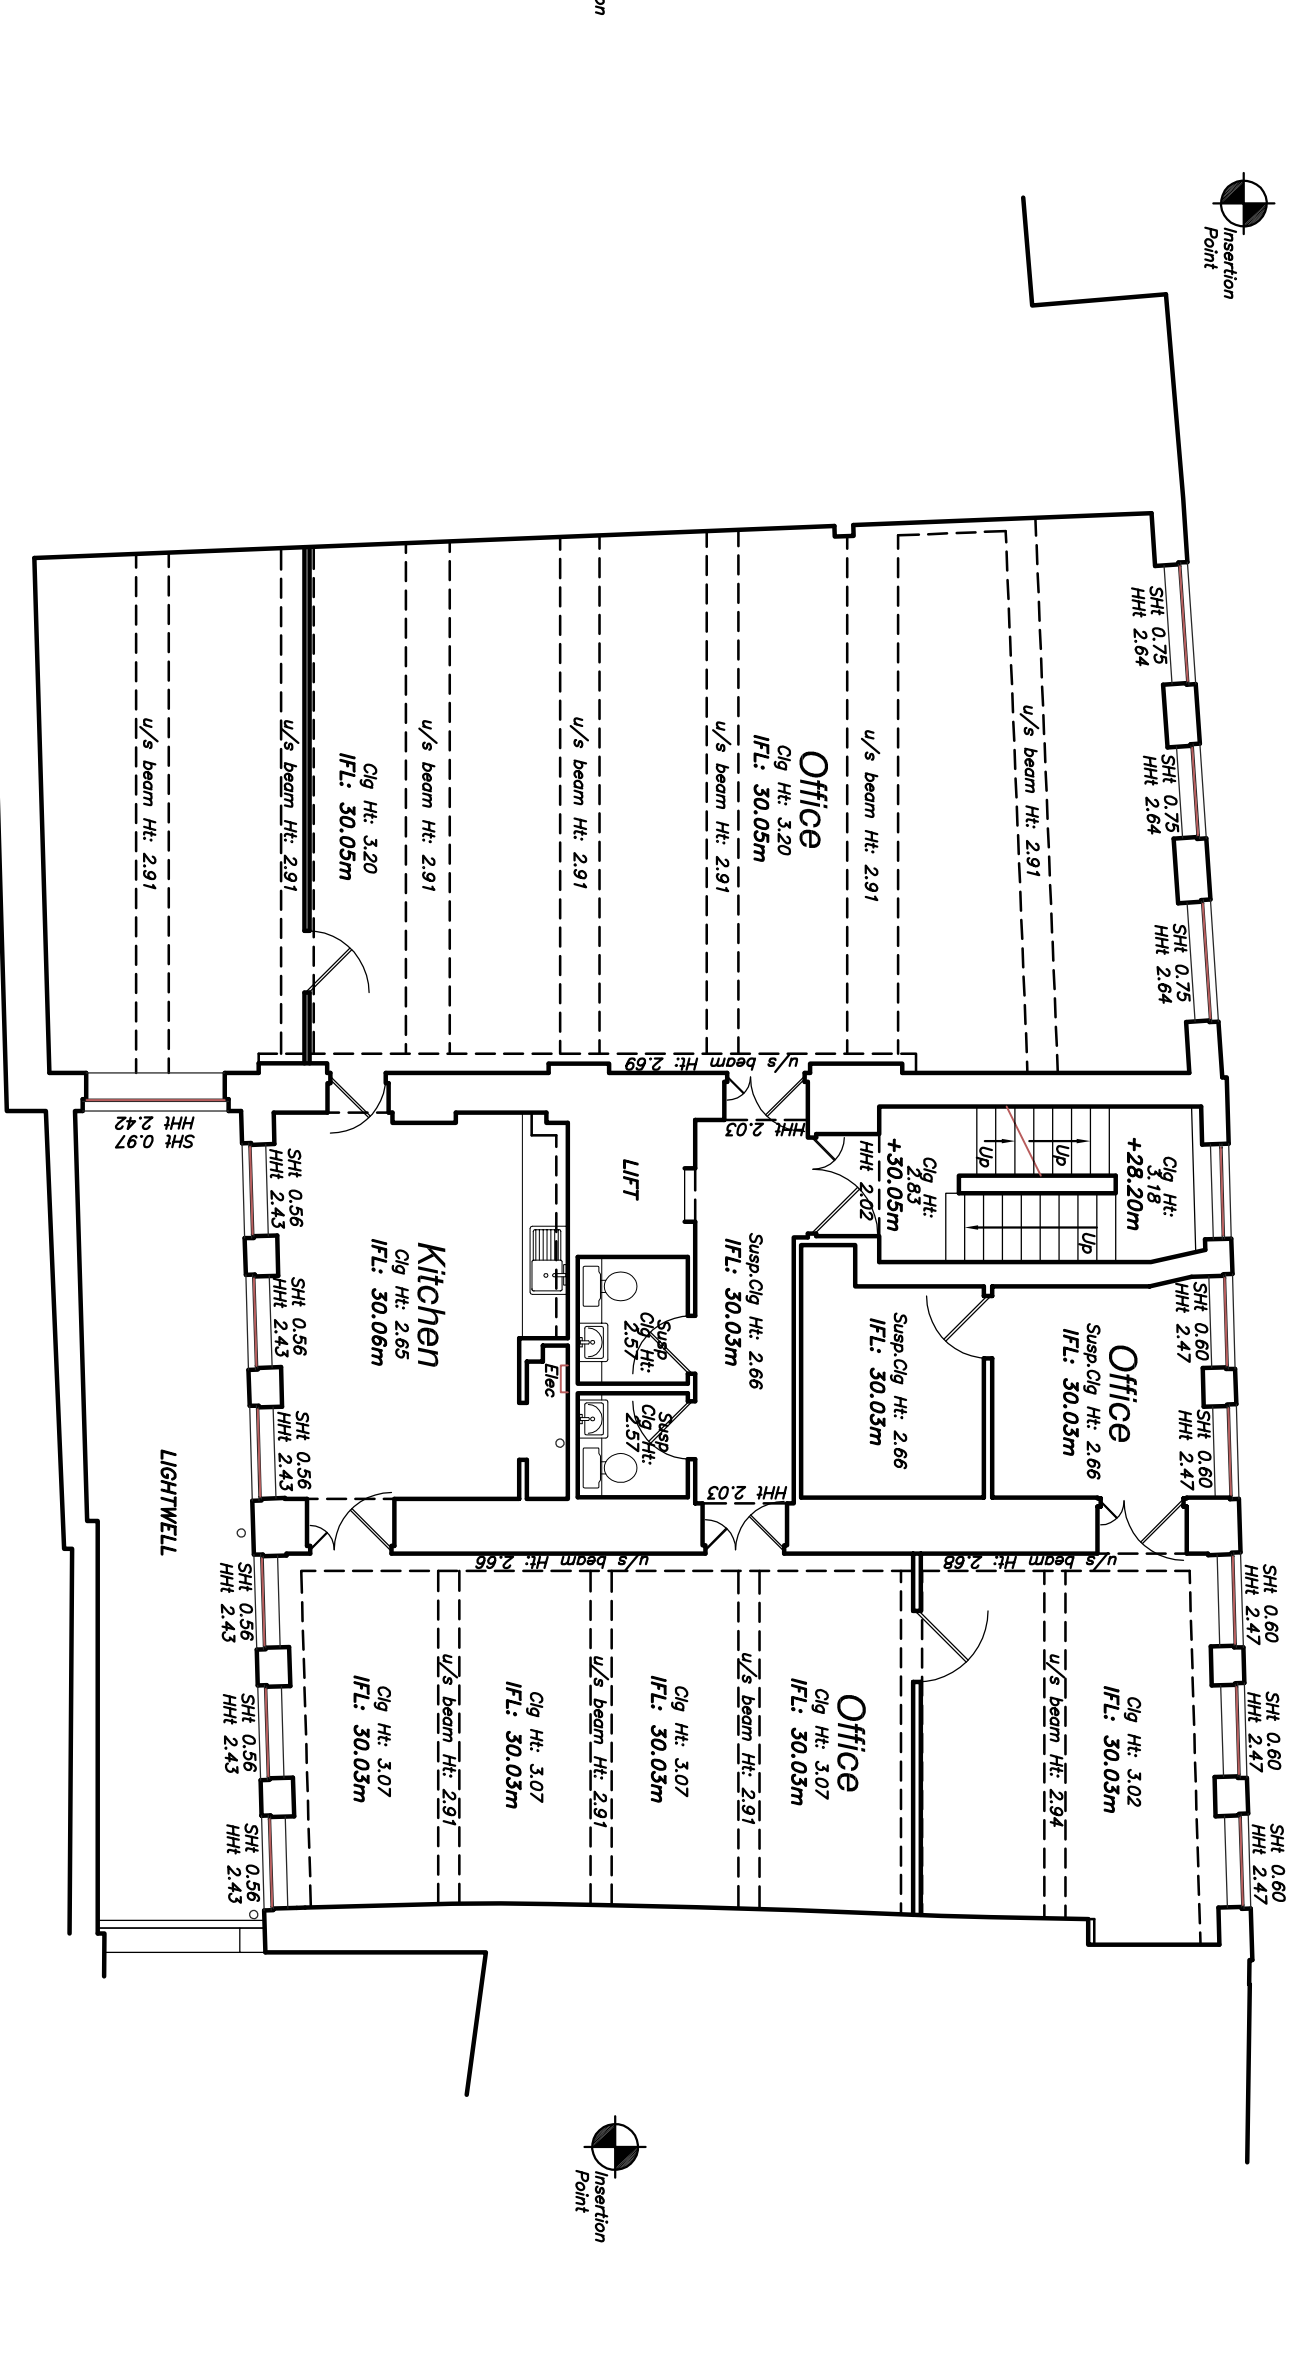 on
Insertion
Point
SHt 0.75
HHt 2.64
SHt 0.75
HHt 2.64
SHt 0.75
HHt 2.64
u/s beam Ht: 2.91
u/s beam Ht: 2.91
Office
Clg Ht: 3.20
IFL: 30.05m
u/s beam Ht: 2.91
u/s beam Ht: 2.91
u/s beam Ht: 2.91
Clg Ht: 3.20
IFL: 30.05m
u/s beam Ht: 2.91
u/s beam Ht: 2.91
u/s beam Ht: 2.69
HHt 2.03
SHt 0.97
HHt 2.42
Clg Ht:
3.18
+28.20m
Up
Up
Up
Clg Ht:
2.83
+30.05m
HHt 2.02
LIFT
SHt 0.56
HHt 2.43
SHt 0.56
HHt 2.43
SHt 0.56
HHt 2.43
Kitchen
Clg Ht: 2.65
IFL: 30.06m
Elec
Susp
Clg Ht:
2.57
Susp
Clg Ht:
2.57
Susp.Clg Ht: 2.66
IFL: 30.03m
Susp.Clg Ht: 2.66
IFL: 30.03m
Office
Susp.Clg Ht: 2.66
IFL: 30.03m
SHt 0.60
HHt 2.47
SHt 0.60
HHt 2.47
HHt 2.03
LIGHTWELL
u/s beam Ht: 2.66
u/s beam Ht: 2.68
SHt 0.60
HHt 2.47
SHt 0.60
HHt 2.47
SHt 0.60
HHt 2.47
Clg Ht: 3.02
IFL: 30.03m
u/s beam Ht: 2.94
Office
Clg Ht: 3.07
IFL: 30.03m
u/s beam Ht: 2.91
Clg Ht: 3.07
IFL: 30.03m
u/s beam Ht: 2.91
Clg Ht: 3.07
IFL: 30.03m
u/s beam Ht: 2.91
Clg Ht: 3.07
IFL: 30.03m
SHt 0.56
HHt 2.43
SHt 0.56
HHt 2.43
SHt 0.56
HHt 2.43
Insertion
Point